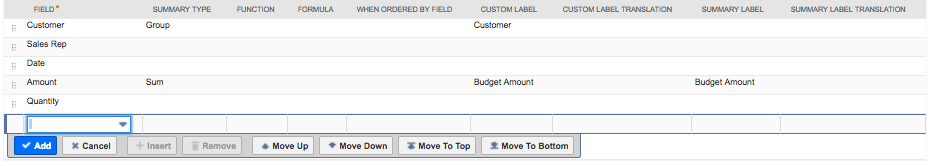 FIELD* SUMMARY TYPE FUNCTION FORMULA WHEN ORDERED BY FIELD CUSTOM LABEL CUSTOM LABEL TRANSLATION SUMMARY LABEL SUMMARY LABEL TRANSLATION
Customer Group Customer
Sales Rep
Date
Amount Sum Budget Amount Budget Amount
Quantity
Add Cancel Insert Remove Move Up Move Down Move To Top Move To Bottom